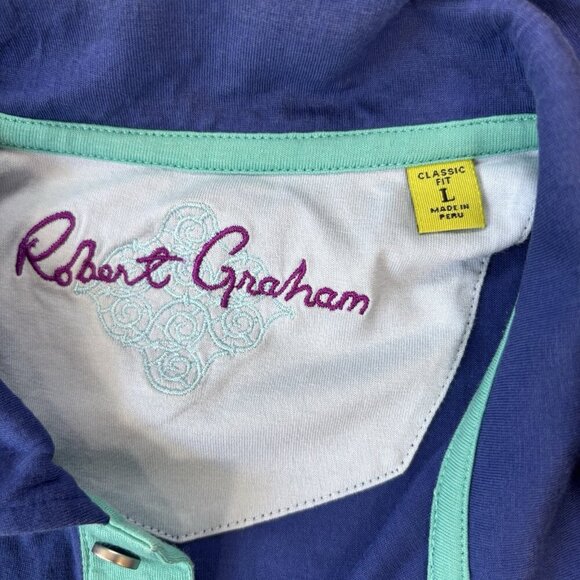 Robert Graham
CLASSIC
FIT
L
MADE IN
PERU